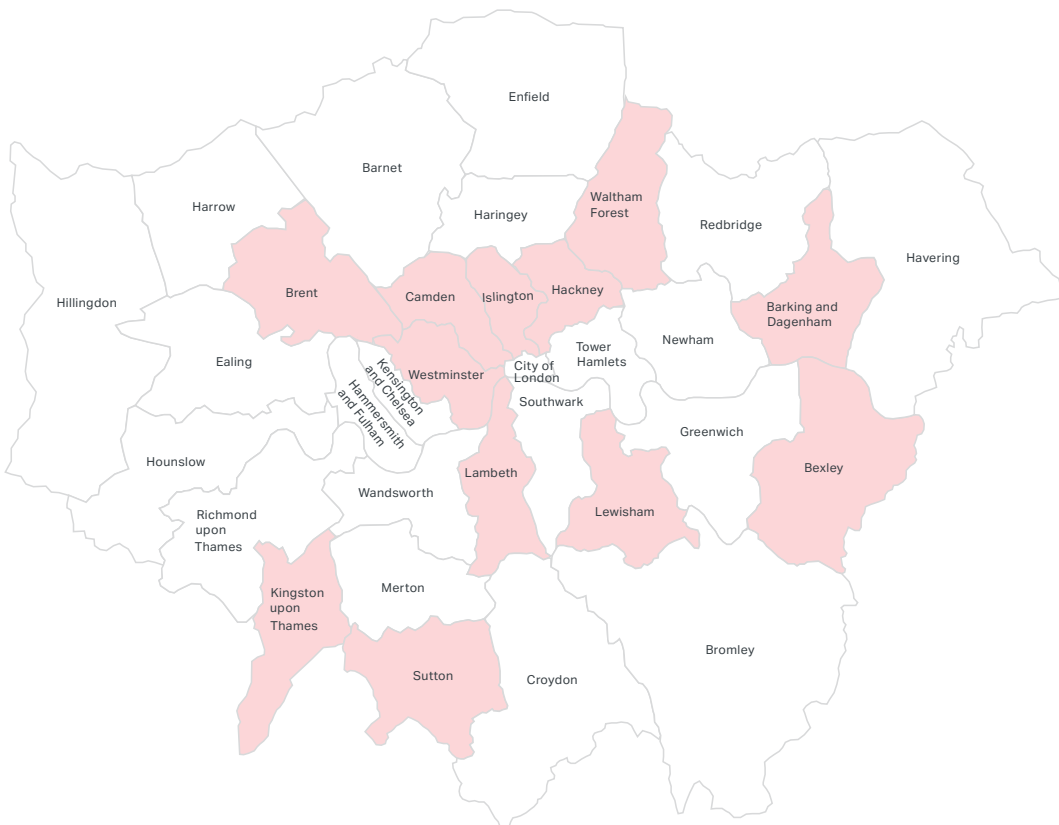 Enfield
Barnet
Harrow
Haringey
Waltham
Forest
Redbridge
Havering
Hillingdon
Brent
Camden
Islington
Hackney
Barking and
Dagenham
Ealing
Kensington
and Chelsea
Hammersmith
and Fulham
Westminster
City of
London
Tower
Hamlets
Newham
Southwark
Greenwich
Hounslow
Wandsworth
Lambeth
Lewisham
Bexley
Richmond
upon
Thames
Kingston
upon
Thames
Merton
Sutton
Croydon
Bromley